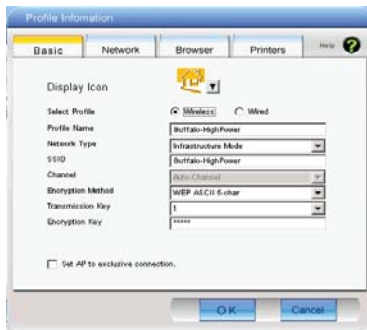 Profile Infomation
Basic Network Browser Printers Help ?
Display Icon
Select Profile Wireless Wired
Profile Name Buffalo-HighPower
Network Type Infrastructure Mode
SSID Buffalo-HighPower
Channel Auto-Channel
Encryption Method WEP ASCII 5-char
Transmission Key 1
Encryption Key *****
Set AP to exclusive connection.
OK Cancel